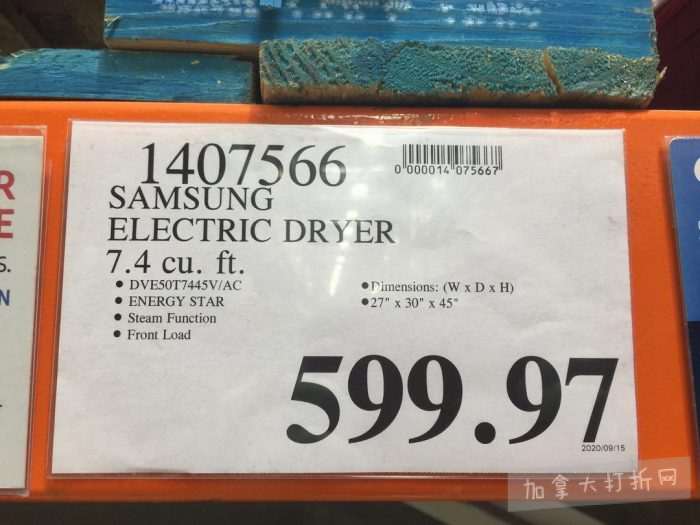 1407566
0 000014 075667
SAMSUNG
ELECTRIC DRYER
7.4 cu. ft.
• DVE50T7445V/AC
• ENERGY STAR
• Steam Function
• Front Load
• Dimensions: (W x D x H)
• 27" x 30" x 45"
599.97
2020/09/15
R
E
S.
N
加拿大打折网